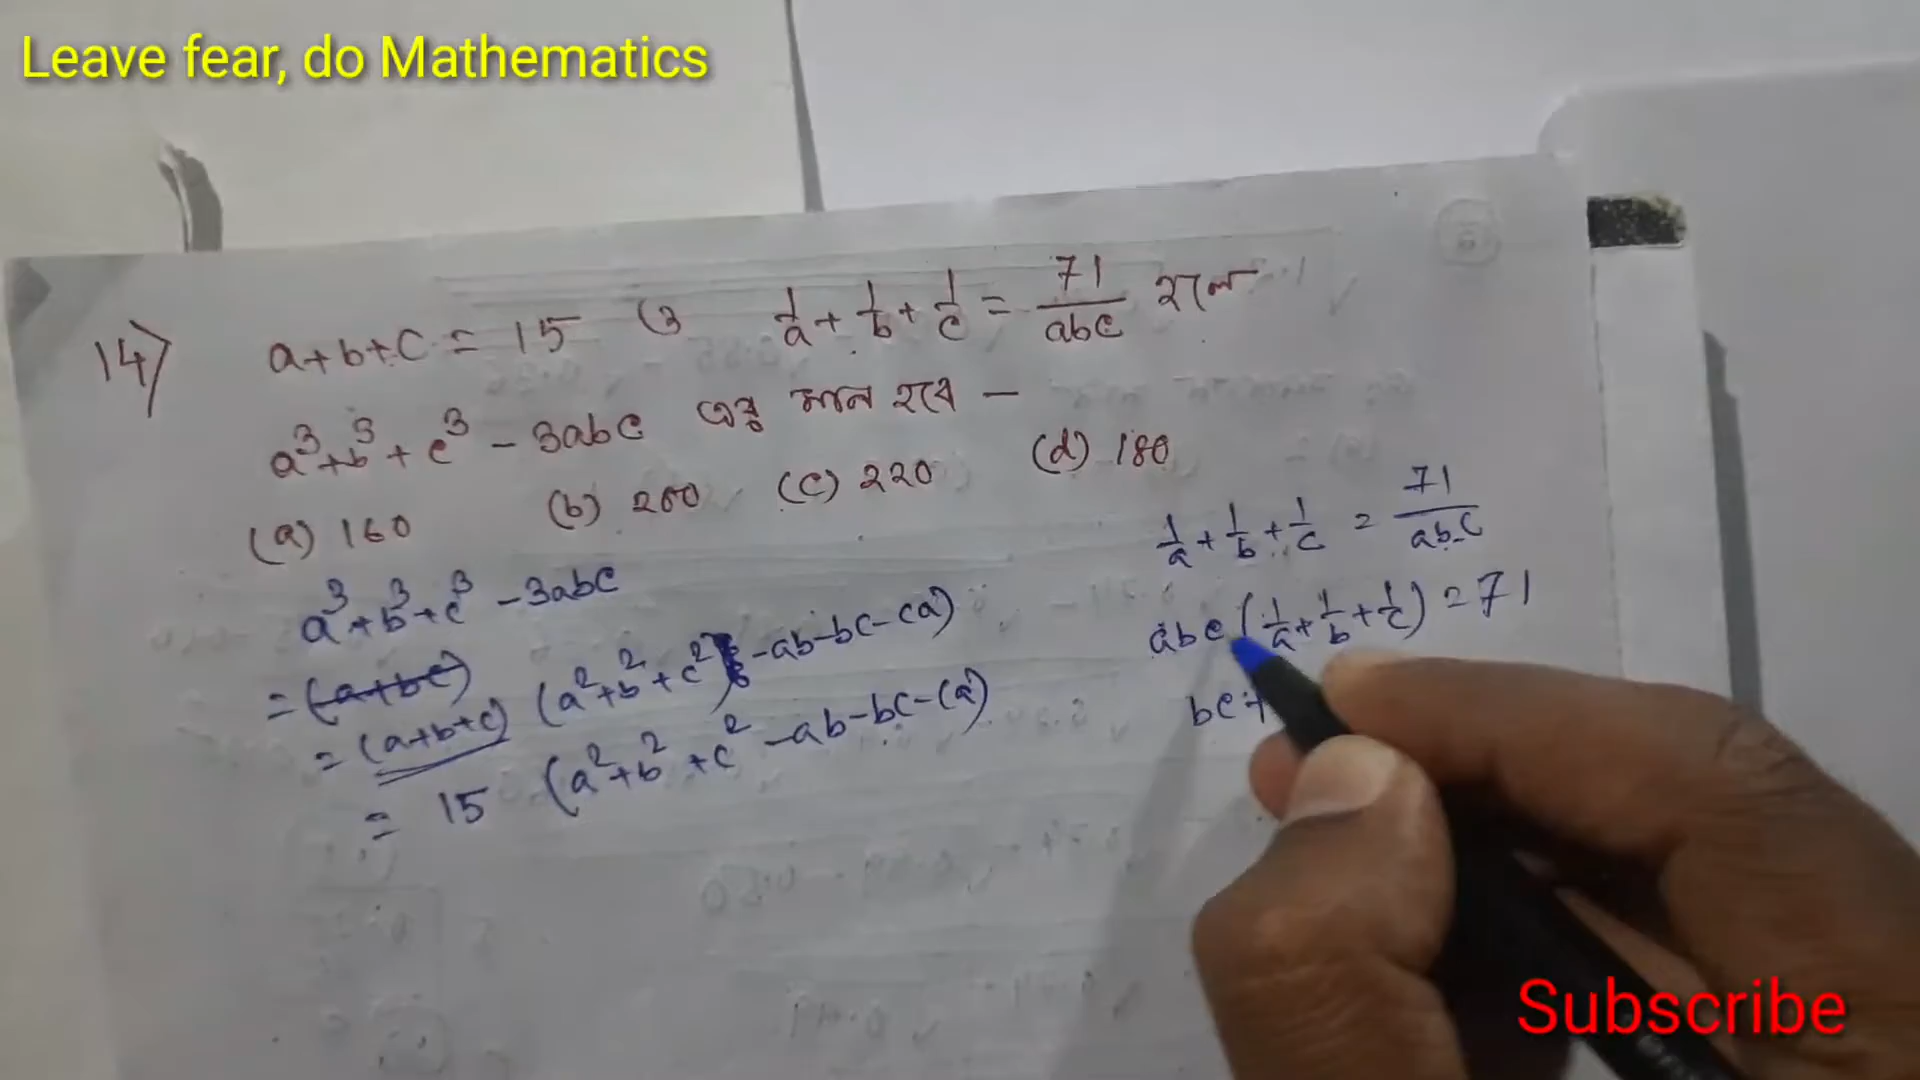 Leave fear, do Mathematics
14) a+b+c = 15 ও 1/a + 1/b + 1/c = 71/abc হলে
a³+b³+c³ - 3abc এর মান হবে —
(a) 160 (b) 200 (c) 220 (d) 180
a³+b³+c³ - 3abc
= (a+bc)
= (a+b+c) (a²+b²+c² -ab-bc-ca)
= 15 (a²+b²+c² -ab-bc-ca)
1/a + 1/b + 1/c = 71/abc
abc (1/a + 1/b + 1/c) = 71
bc+
Subscribe